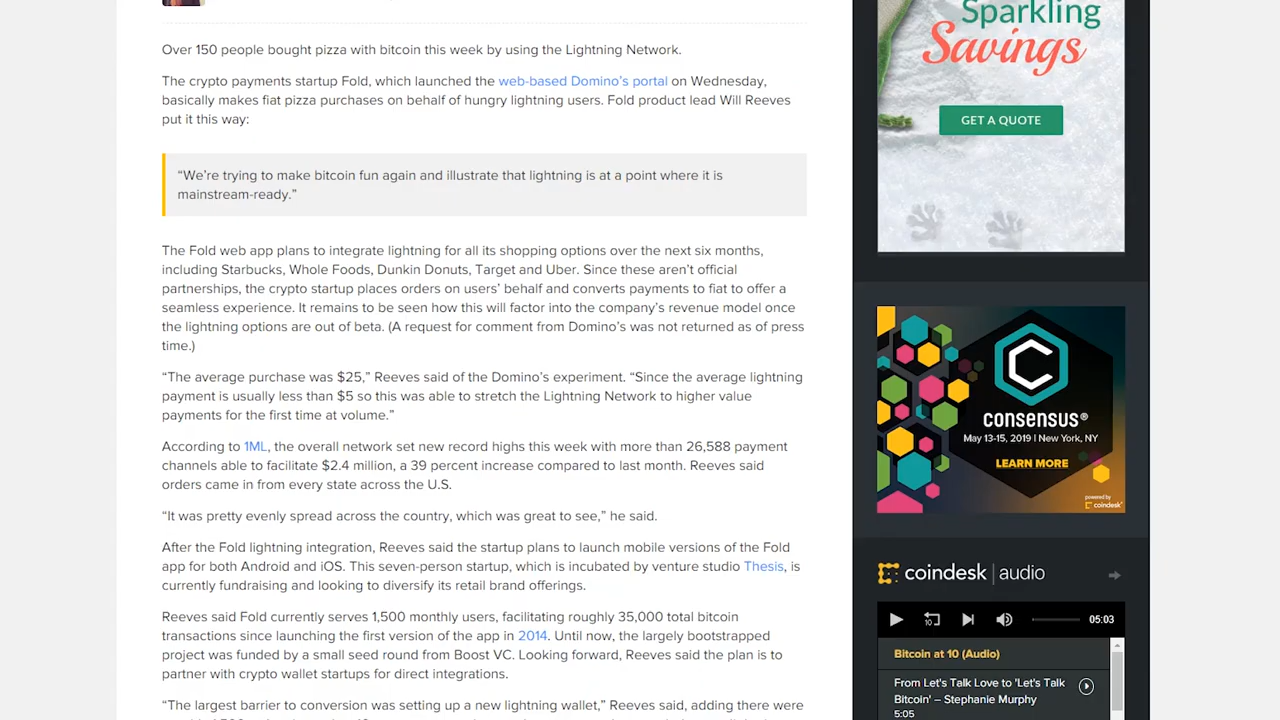 Over 150 people bought pizza with bitcoin this week by using the Lightning Network.
The crypto payments startup Fold, which launched the web-based Domino’s portal on Wednesday,
basically makes fiat pizza purchases on behalf of hungry lightning users. Fold product lead Will Reeves
put it this way:
“We’re trying to make bitcoin fun again and illustrate that lightning is at a point where it is
mainstream-ready.”
The Fold web app plans to integrate lightning for all its shopping options over the next six months,
including Starbucks, Whole Foods, Dunkin Donuts, Target and Uber. Since these aren’t official
partnerships, the crypto startup places orders on users’ behalf and converts payments to fiat to offer a
seamless experience. It remains to be seen how this will factor into the company’s revenue model once
the lightning options are out of beta. (A request for comment from Domino’s was not returned as of press
time.)
“The average purchase was $25,” Reeves said of the Domino’s experiment. “Since the average lightning
payment is usually less than $5 so this was able to stretch the Lightning Network to higher value
payments for the first time at volume.”
According to 1ML, the overall network set new record highs this week with more than 26,588 payment
channels able to facilitate $2.4 million, a 39 percent increase compared to last month. Reeves said
orders came in from every state across the U.S.
“It was pretty evenly spread across the country, which was great to see,” he said.
After the Fold lightning integration, Reeves said the startup plans to launch mobile versions of the Fold
app for both Android and iOS. This seven-person startup, which is incubated by venture studio Thesis, is
currently fundraising and looking to diversify its retail brand offerings.
Reeves said Fold currently serves 1,500 monthly users, facilitating roughly 35,000 total bitcoin
transactions since launching the first version of the app in 2014. Until now, the largely bootstrapped
project was funded by a small seed round from Boost VC. Looking forward, Reeves said the plan is to
partner with crypto wallet startups for direct integrations.
“The largest barrier to conversion was setting up a new lightning wallet,” Reeves said, adding there were
Sparkling
Savings
GET A QUOTE
CONSENSUS®
May 13-15, 2019 | New York, NY
LEARN MORE
powered by
coindesk
coindesk | audio
10
05:03
Bitcoin at 10 (Audio)
From Let's Talk Love to 'Let's Talk
Bitcoin' – Stephanie Murphy
5:05